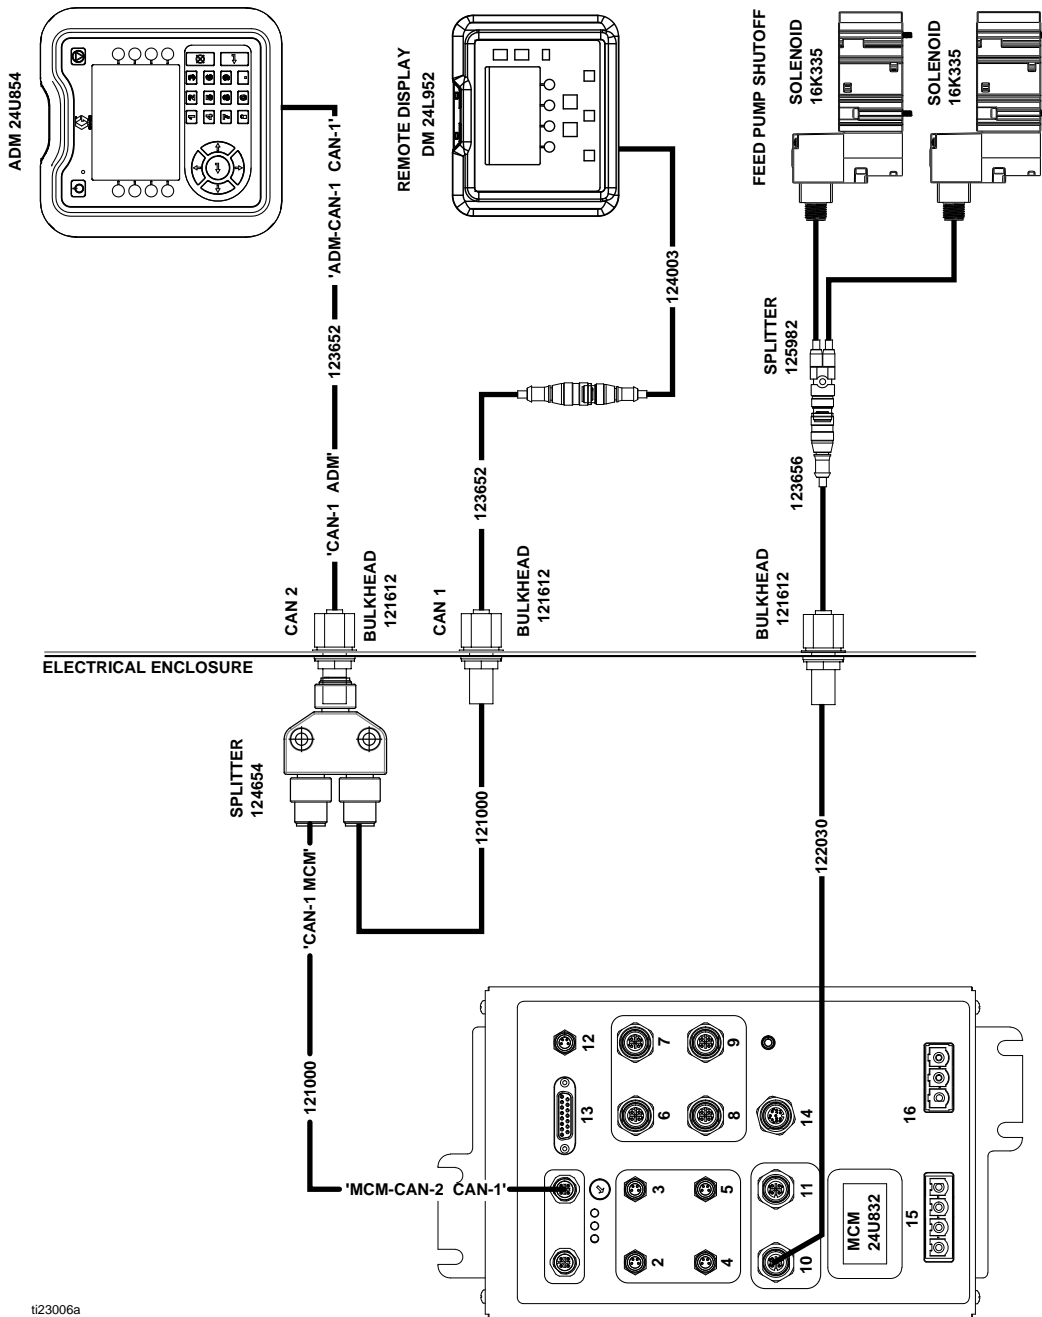 ADM 24U854
REMOTE DISPLAY
DM 24L952
FEED PUMP SHUTOFF
SOLENOID
16K335
SOLENOID
16K335
'ADM-CAN-1 CAN-1'
123652
'CAN-1 ADM'
124003
123652
SPLITTER
125982
123656
CAN 2
BULKHEAD
121612
CAN 1
BULKHEAD
121612
BULKHEAD
121612
ELECTRICAL ENCLOSURE
SPLITTER
124654
'CAN-1 MCM'
121000
121000
122030
'MCM-CAN-2 CAN-1'
12
7
9
13
6
8
14
16
3
5
11
2
4
10
MCM
24U832
15
ti23006a